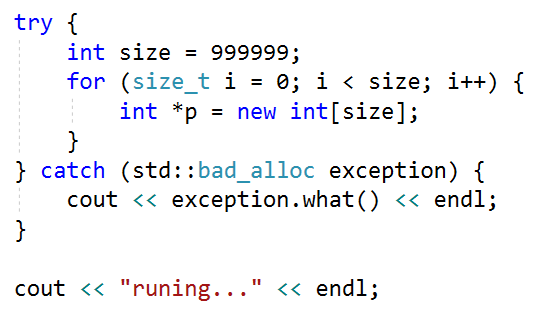 try {
    int size = 999999;
    for (size_t i = 0; i < size; i++) {
        int *p = new int[size];
    }
} catch (std::bad_alloc exception) {
    cout << exception.what() << endl;
}

cout << "runing..." << endl;